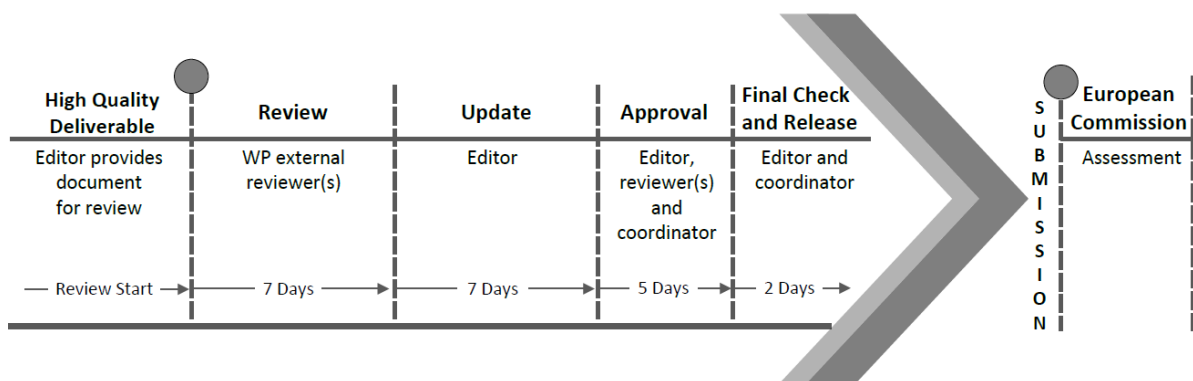 High Quality
Deliverable
Editor provides
document
for review
Review Start
Review
WP external
reviewer(s)
7 Days
Update
Editor
7 Days
Approval
Editor,
reviewer(s)
and
coordinator
5 Days
Final Check
and Release
Editor and
coordinator
2 Days
SUBMISSION
European
Commission
Assessment